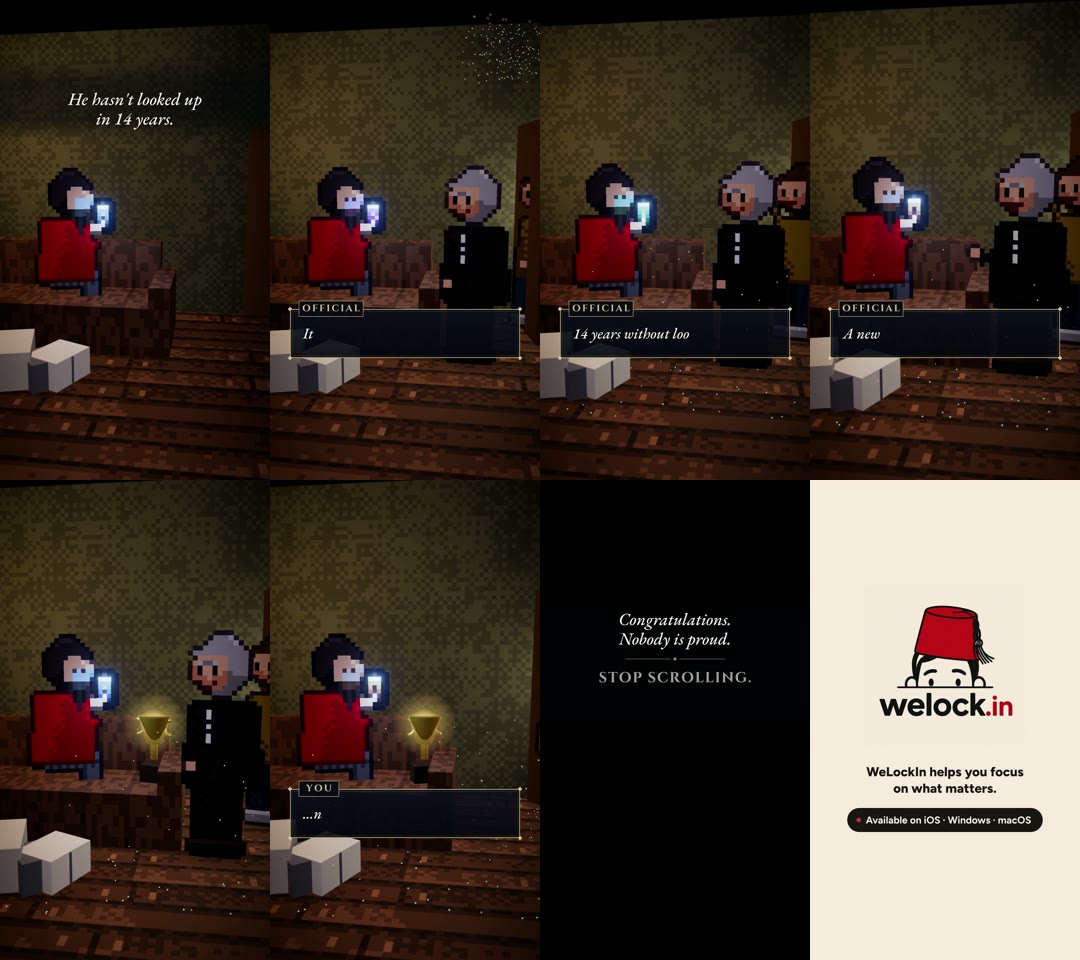 He hasn't looked up
in 14 years.
OFFICIAL
It
OFFICIAL
14 years without loo
OFFICIAL
A new
YOU
...n
Congratulations.
Nobody is proud.
STOP SCROLLING.
welock.in
WeLockIn helps you focus
on what matters.
Available on iOS · Windows · macOS